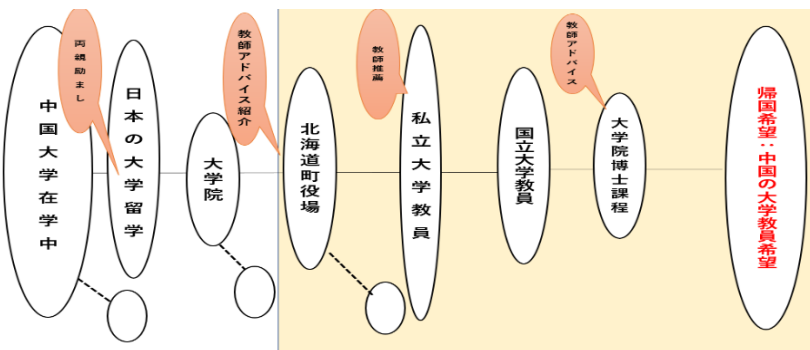 中国大学在学中
両親励まし
日本の大学留学
大学院
教師アドバイス紹介
北海道町役場
教師推薦
私立大学教員
国立大学教員
教師アドバイス
大学院博士課程
帰国希望:中国の大学教員希望